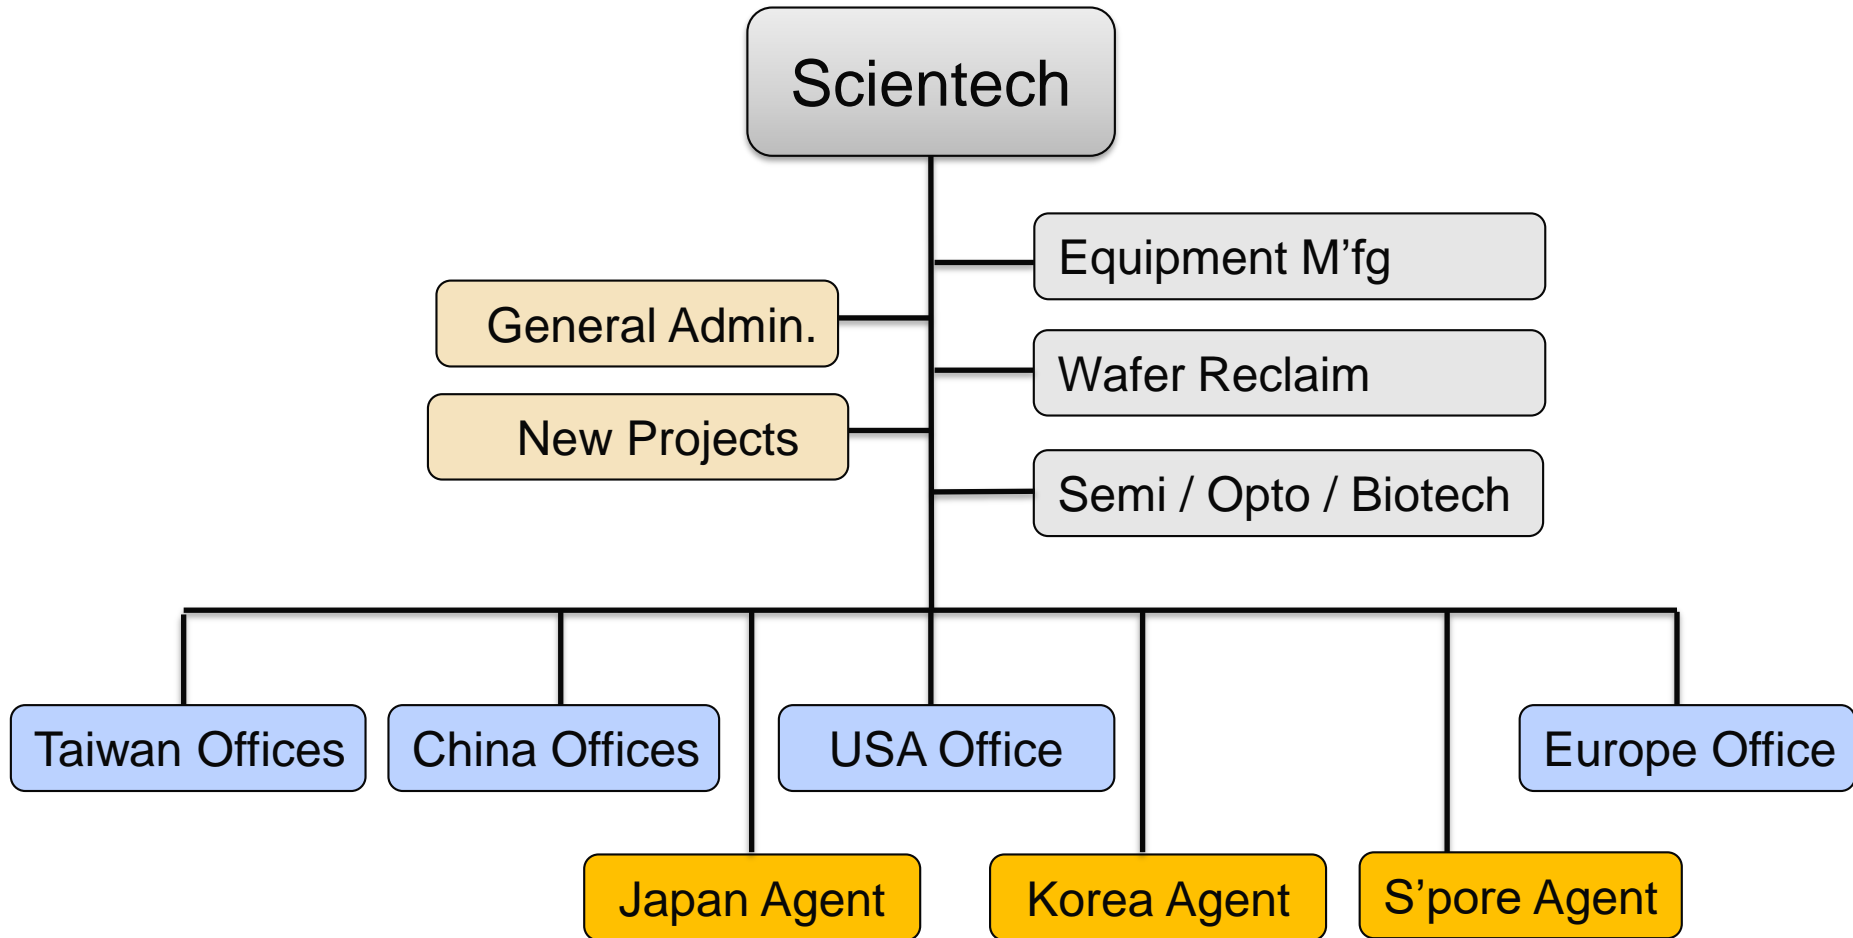 Scientech
Equipment M’fg
General Admin.
Wafer Reclaim
New Projects
Semi / Opto / Biotech
Taiwan Offices
China Offices
USA Office
Europe Office
Japan Agent
Korea Agent
S’pore Agent